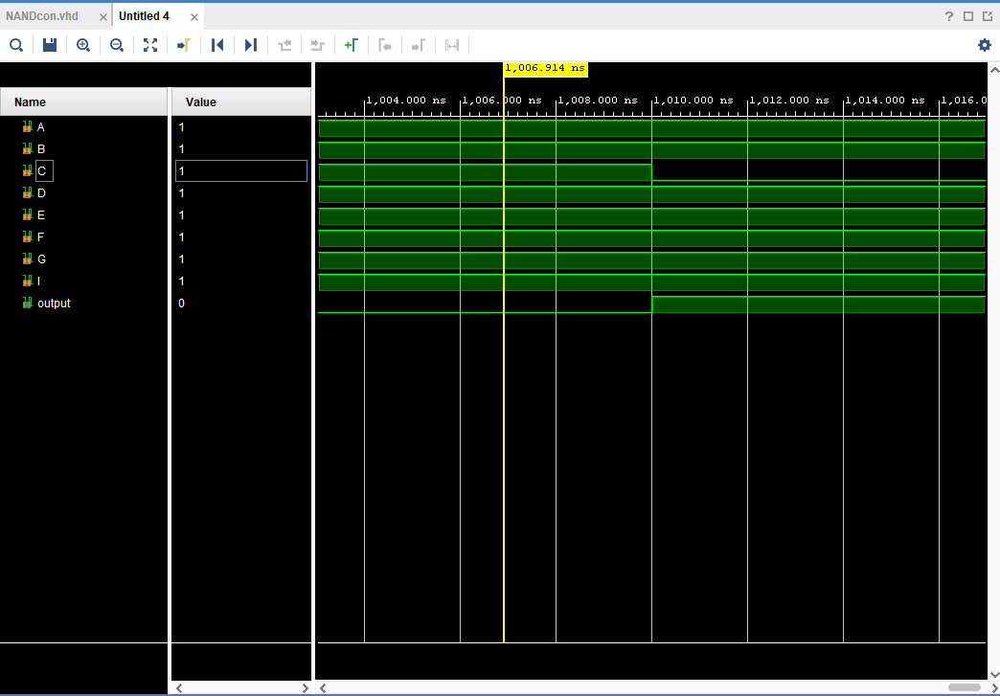 NANDcon.vhd × Untitled 4 × ?
1,006.914 ns
Name Value 1,004.000 ns 1,006.000 ns 1,008.000 ns 1,010.000 ns 1,012.000 ns 1,014.000 ns 1,016.0
A 1
B 1
C 1
D 1
E 1
F 1
G 1
I 1
output 0